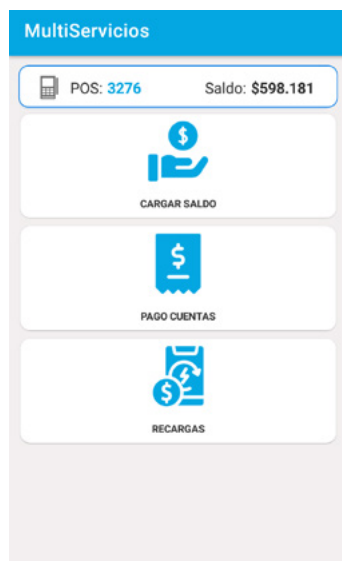 MultiServicios
POS: 3276 Saldo: $598.181
CARGAR SALDO
PAGO CUENTAS
RECARGAS